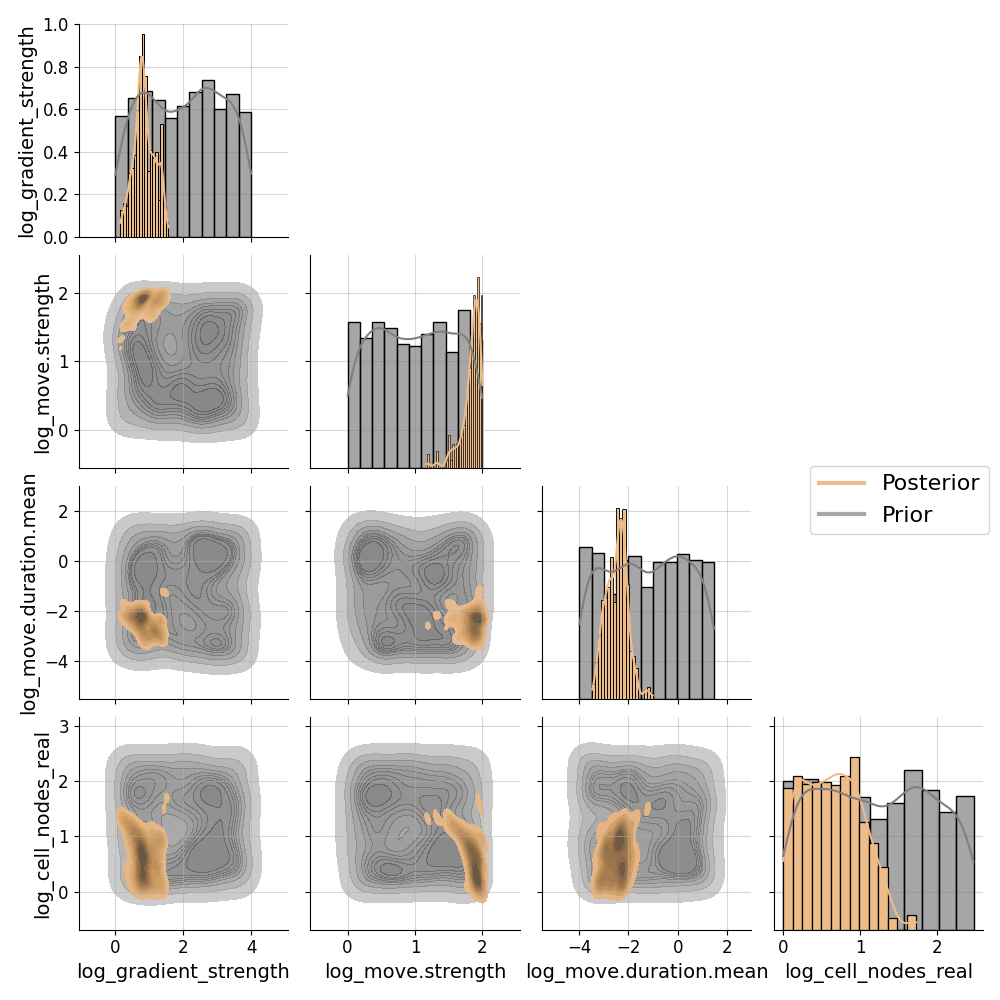 log_gradient_strength
1.0
0.8
0.6
0.4
0.2
0.0
log_move.strength
2
1
0
log_move.duration.mean
2
0
−2
−4
Posterior
Prior
log_cell_nodes_real
3
2
1
0
0 2 4
0 1 2
−4 −2 0 2
0 1 2
log_gradient_strength
log_move.strength
log_move.duration.mean
log_cell_nodes_real